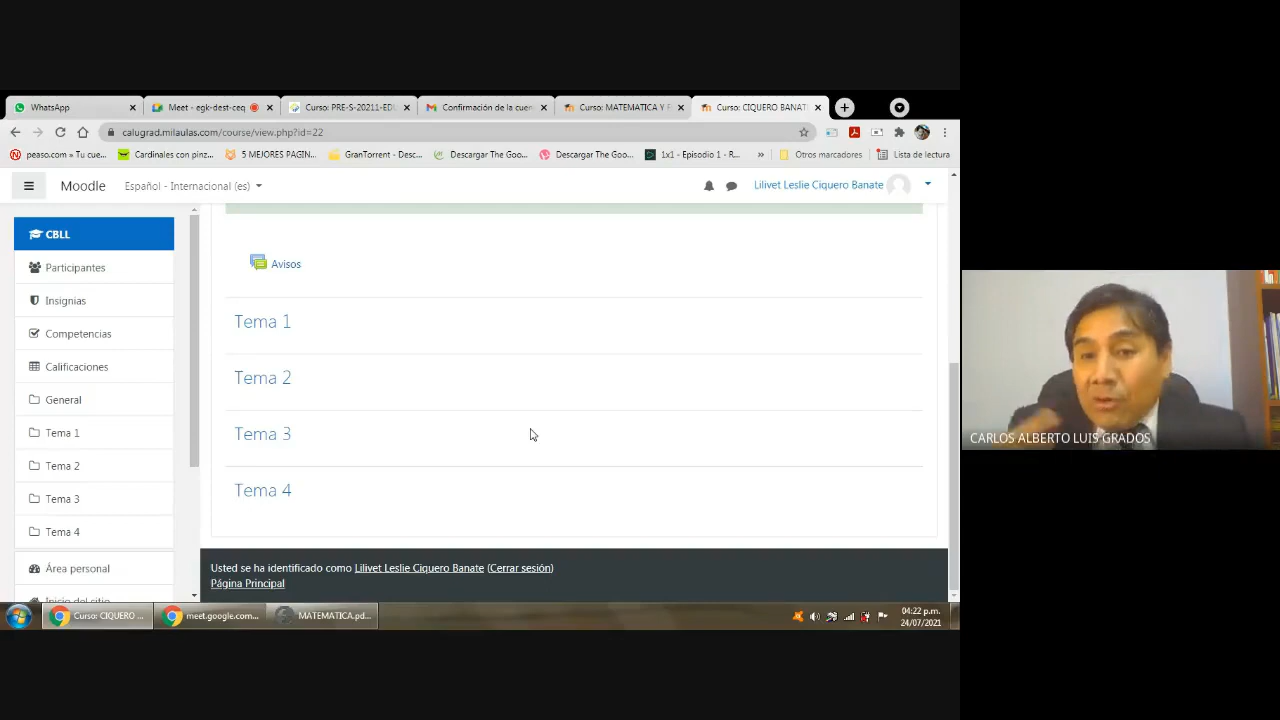 WhatsApp
Meet - egk-dest-ceq
Curso: PRE-S-20211-EDU
Confirmación de la cuen
Curso: MATEMATICA Y F
Curso: CIQUERO BANAT
calugrad.milaulas.com/course/view.php?id=22
peaso.com » Tu cue...
Cardinales con pinz...
5 MEJORES PAGIN...
GranTorrent - Desc...
Descargar The Goo...
Descargar The Goo...
1x1 - Episodio 1 - R...
»
Otros marcadores
Lista de lectura
Moodle
Español - Internacional (es)
Lilivet Leslie Ciquero Banate
CBLL
Participantes
Insignias
Competencias
Calificaciones
General
Tema 1
Tema 2
Tema 3
Tema 4
Área personal
Inicio del sitio
Avisos
Tema 1
Tema 2
Tema 3
Tema 4
Usted se ha identificado como Lilivet Leslie Ciquero Banate (Cerrar sesión)
Página Principal
Curso: CIQUERO ...
meet.google.com...
MATEMATICA.pd...
04:22 p.m.
24/07/2021
CARLOS ALBERTO LUIS GRADOS